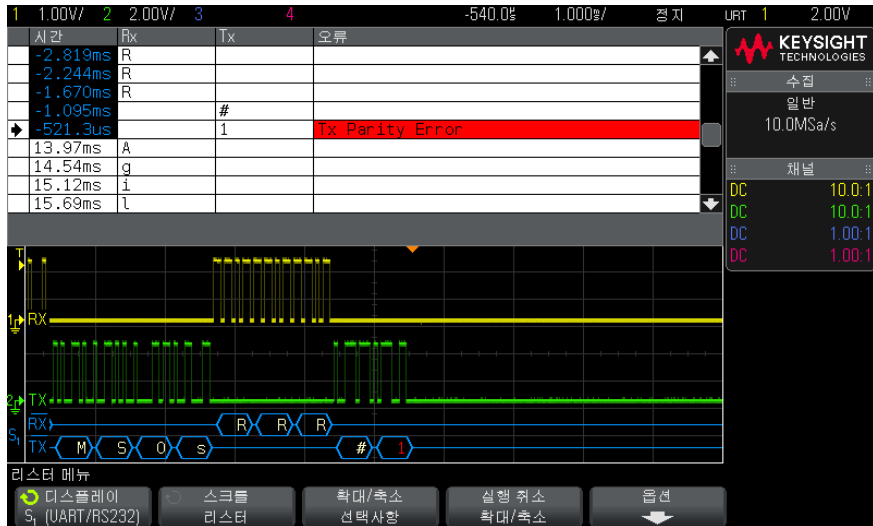 1 1.00V/ 2 2.00V/ 3 4 -540.0㎲ 1.000㎳/ 정지 URT 1 2.00V
시간 Rx Tx 오류
-2.819ms R
-2.244ms R
-1.670ms R
-1.095ms #
-521.3us 1 Tx Parity Error
13.97ms A
14.54ms g
15.12ms i
15.69ms l
KEYSIGHT
TECHNOLOGIES
수집
일반
10.0MSa/s
채널
DC 10.0:1
DC 10.0:1
DC 1.00:1
DC 1.00:1
T
1 RX
2 TX
S1 RX R R R
TX M S O s # 1
리스터 메뉴
디스플레이
S1 (UART/RS232)
스크롤
리스터
확대/축소
선택사항
실행 취소
확대/축소
옵션